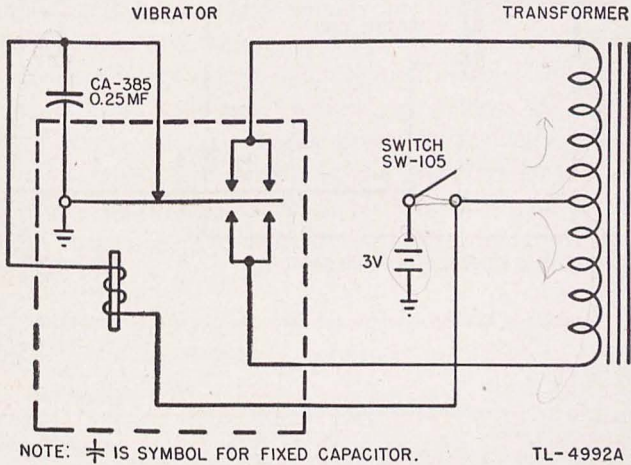 VIBRATOR
TRANSFORMER
CA-385
0.25 MF
SWITCH
SW-105
3V
NOTE: IS SYMBOL FOR FIXED CAPACITOR.
TL-4992A